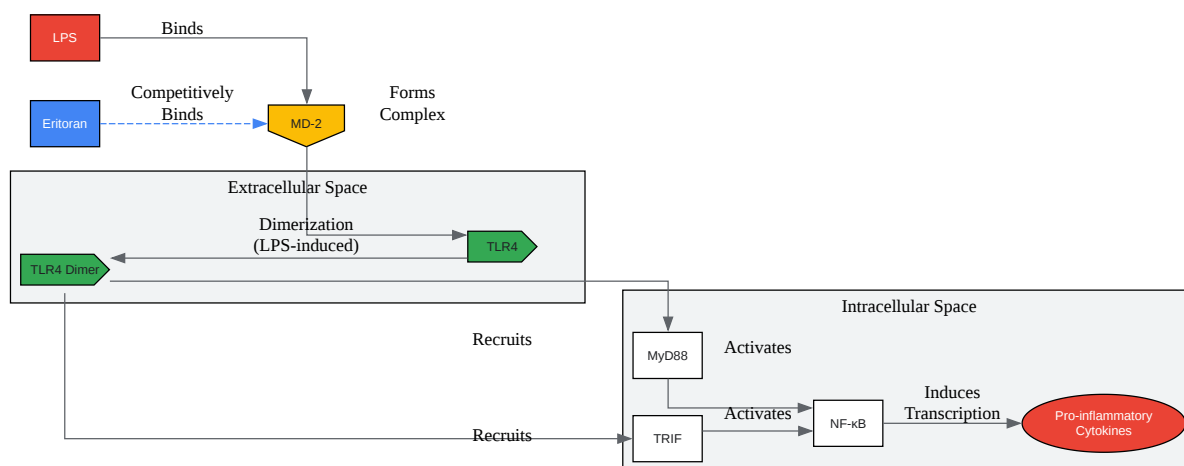 LPS
Binds
Eritoran
Competitively
Binds
MD-2
Forms
Complex
Extracellular Space
Dimerization
(LPS-induced)
TLR4
TLR4 Dimer
Intracellular Space
Recruits
MyD88
Activates
Recruits
TRIF
Activates
NF-κB
Induces
Transcription
Pro-inflammatory
Cytokines